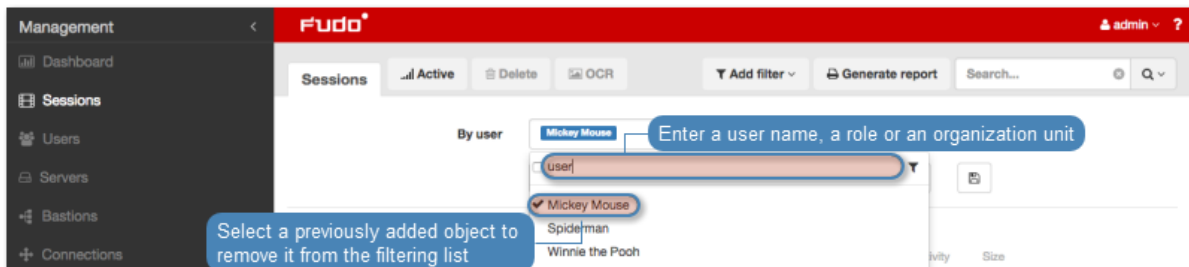 Management
FUDO
admin
?
Dashboard
Sessions
Active
Delete
OCR
Add filter
Generate report
Search...
Sessions
Users
By user
Mickey Mouse
Enter a user name, a role or an organization unit
user
Servers
Mickey Mouse
Bastions
Select a previously added object to
remove it from the filtering list
Spiderman
Winnie the Pooh
Connections
Size